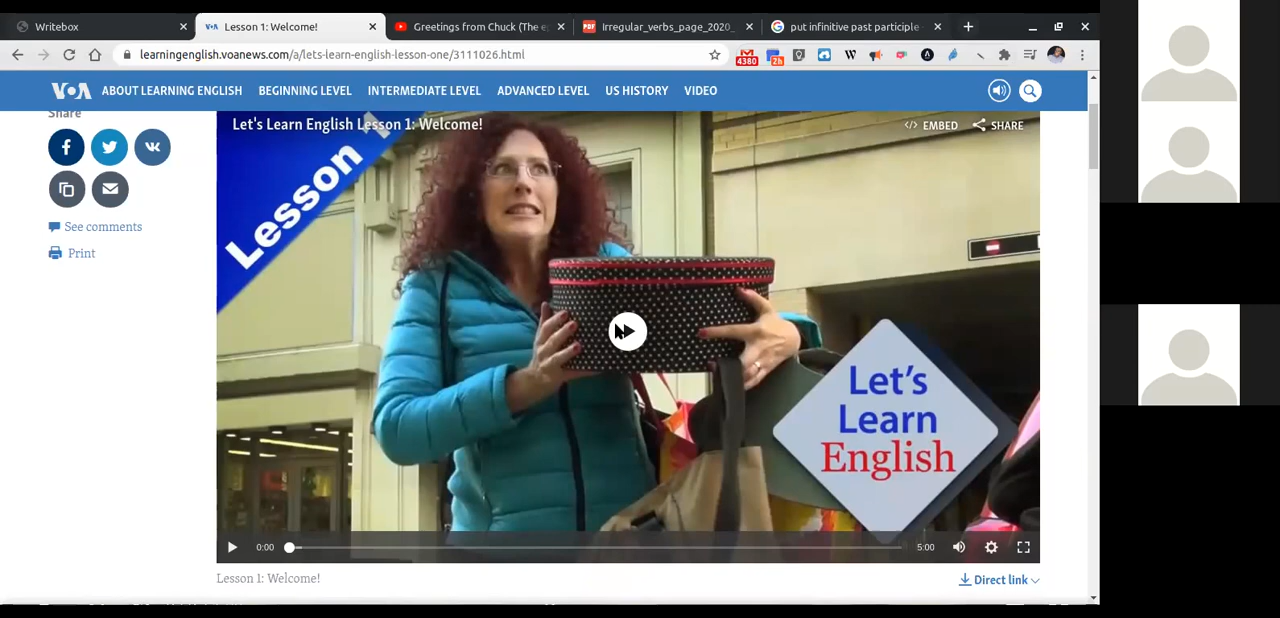 Writebox
Lesson 1: Welcome!
Greetings from Chuck (The e
Irregular_verbs_page_2020_
put infinitive past participle
learningenglish.voanews.com/a/lets-learn-english-lesson-one/3111026.html
4380
2h
W
VOA
ABOUT LEARNING ENGLISH
BEGINNING LEVEL
INTERMEDIATE LEVEL
ADVANCED LEVEL
US HISTORY
VIDEO
Share
See comments
Print
Let's Learn English Lesson 1: Welcome!
EMBED
SHARE
Lesson 1
Let's
Learn
English
0:00
5:00
Lesson 1: Welcome!
Direct link